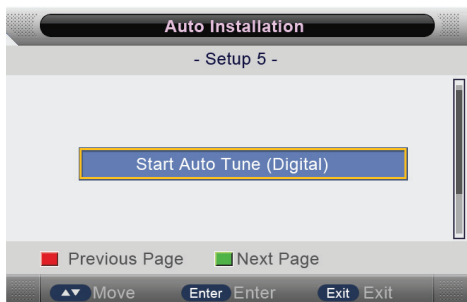 Auto Installation
- Setup 5 -
Start Auto Tune (Digital)
Previous Page Next Page
▲▼ Move Enter Enter Exit Exit